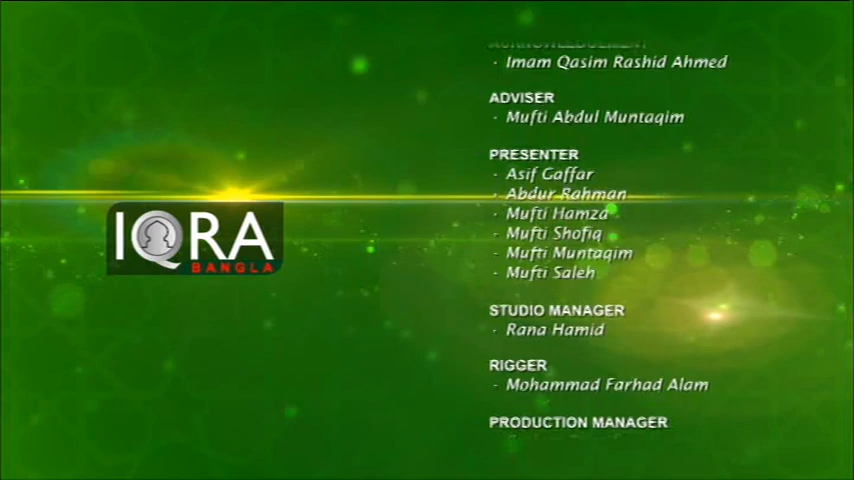 ACKNOWLEDGEMENT
- Imam Qasim Rashid Ahmed
ADVISER
- Mufti Abdul Muntaqim
PRESENTER
- Asif Gaffar
- Abdur Rahman
- Mufti Hamza
- Mufti Shofiq
- Mufti Muntaqim
- Mufti Saleh
IQRA
BANGLA
STUDIO MANAGER
- Rana Hamid
RIGGER
- Mohammad Farhad Alam
PRODUCTION MANAGER